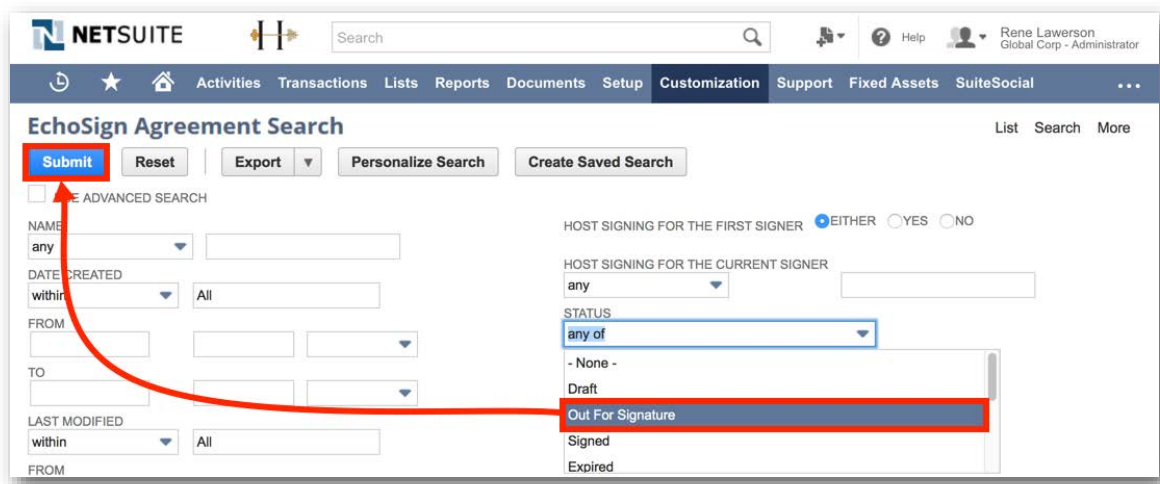 NETSUITE
Search
Help
Rene Lawerson
Global Corp - Administrator
Activities Transactions Lists Reports Documents Setup Customization Support Fixed Assets SuiteSocial ...
EchoSign Agreement Search
List Search More
Submit Reset Export Personalize Search Create Saved Search
ADVANCED SEARCH
NAME
any
DATE CREATED
within All
FROM
TO
LAST MODIFIED
within All
FROM
HOST SIGNING FOR THE FIRST SIGNER EITHER YES NO
HOST SIGNING FOR THE CURRENT SIGNER
any
STATUS
any of
- None -
Draft
Out For Signature
Signed
Expired